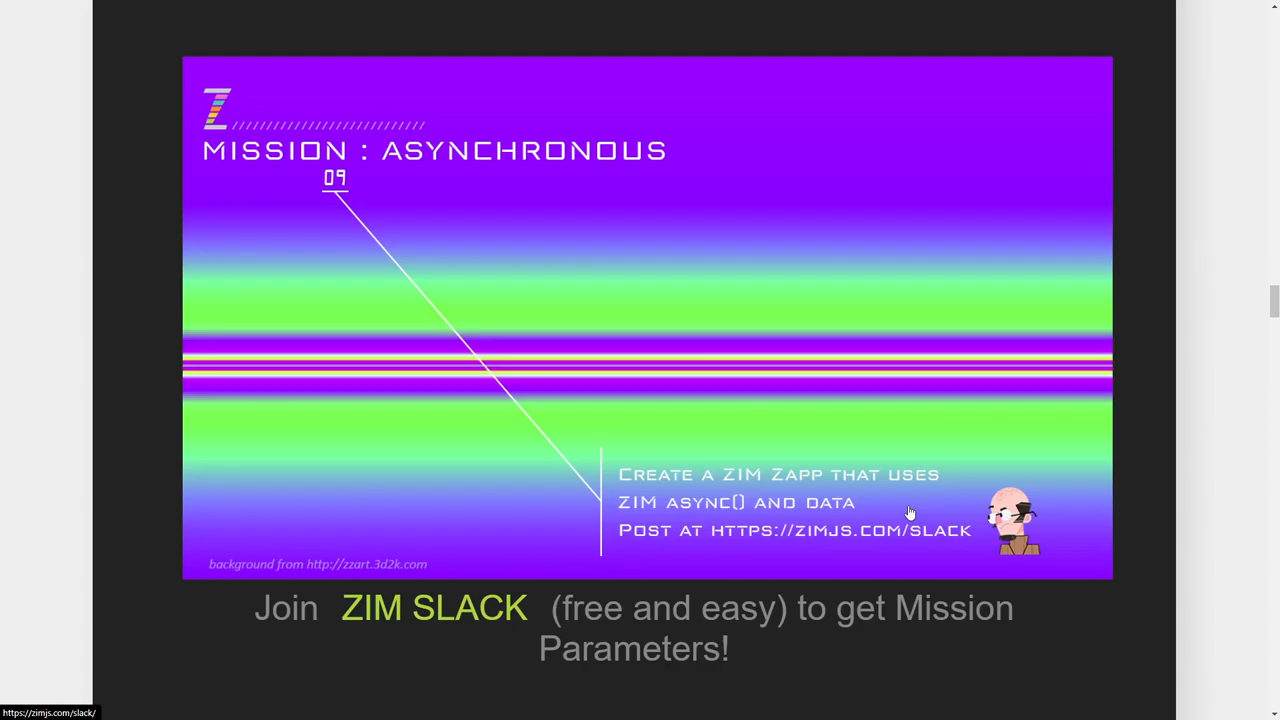 Z///////////////////////////
MISSION : ASYNCHRONOUS
09
CREATE A ZIM ZAPP THAT USES
ZIM ASYNC() AND DATA
POST AT HTTPS://ZIMJS.COM/SLACK
background from http://zzart.3d2k.com
Join ZIM SLACK (free and easy) to get Mission
Parameters!
https://zimjs.com/slack/